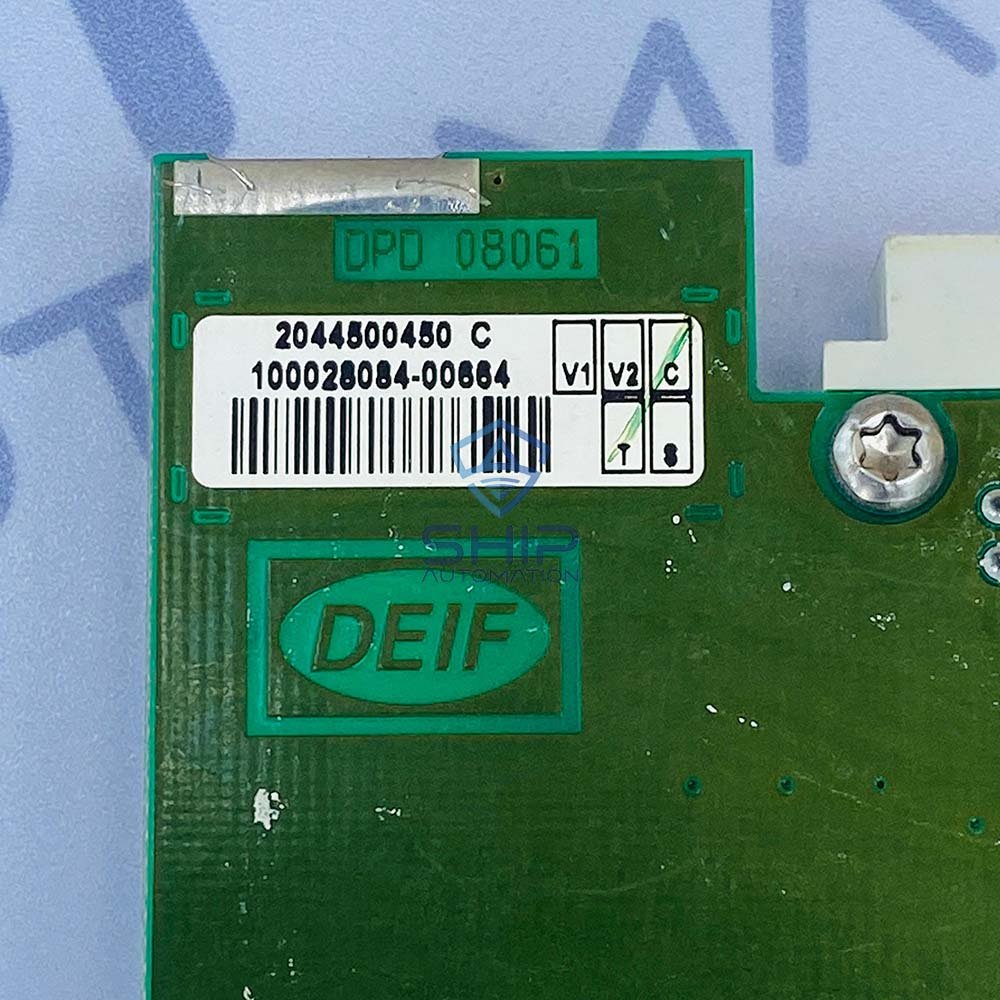 DPD 08061
2044500450 C
100028084-00664
V1 V2 C
T S
SHIP
AUTOMATION
DEIF